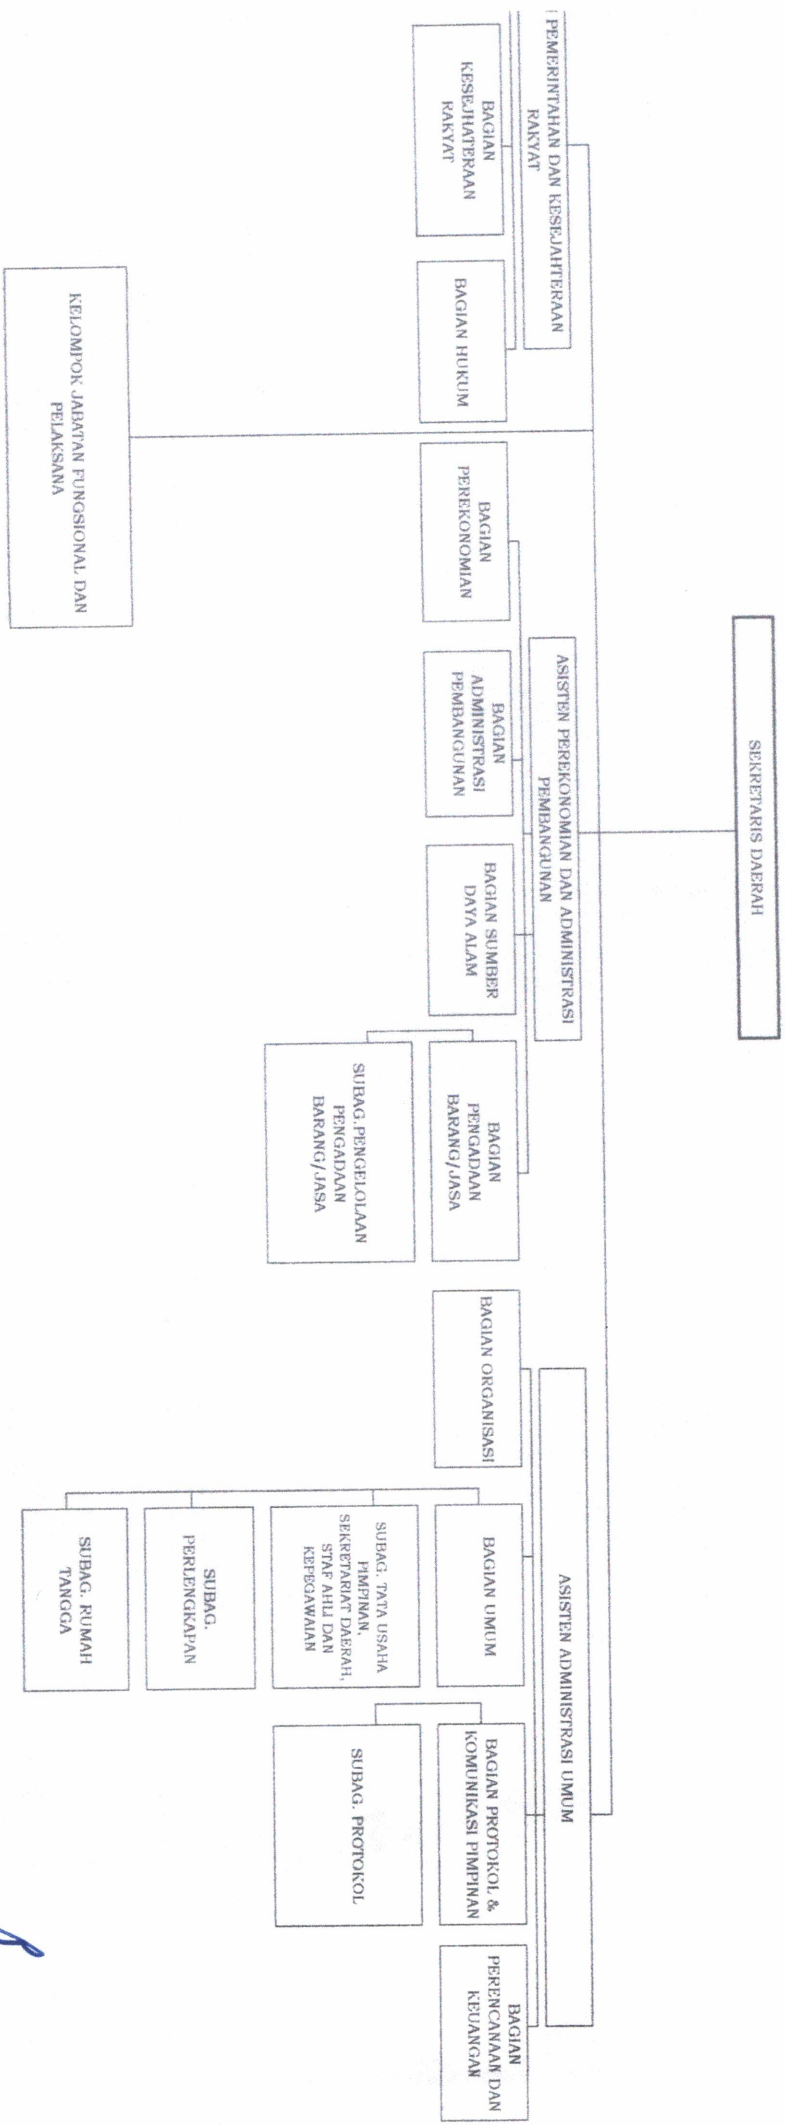 SEKRETARIS DAERAH
PEMERINTAHAN DAN KESEJAHTERAAN
RAKYAT
BAGIAN
KESEJHATERAAN
RAKYAT
BAGIAN HUKUM
KELOMPOK JABATAN FUNGSIONAL DAN
PELAKSANA
ASISTEN PEREKONOMIAN DAN ADMINISTRASI
PEMBANGUNAN
BAGIAN
PEREKONOMIAN
BAGIAN
ADMINISTRASI
PEMBANGUNAN
BAGIAN SUMBER
DAYA ALAM
BAGIAN
PENGADAAN
BARANG/JASA
SUBAG.PENGELOLAAN
PENGADAAN
BARANG/JASA
ASISTEN ADMINISTRASI UMUM
BAGIAN ORGANISASI
BAGIAN UMUM
SUBAG. TATA USAHA
PIMPINAN,
SEKRETARIAT DAERAH,
STAF AHLI DAN
KEPEGAWAIAN
SUBAG.
PERLENGKAPAN
SUBAG. RUMAH
TANGGA
BAGIAN PROTOKOL &
KOMUNIKASI PIMPINAN
SUBAG. PROTOKOL
BAGIAN
PERENCANAAN DAN
KEUANGAN